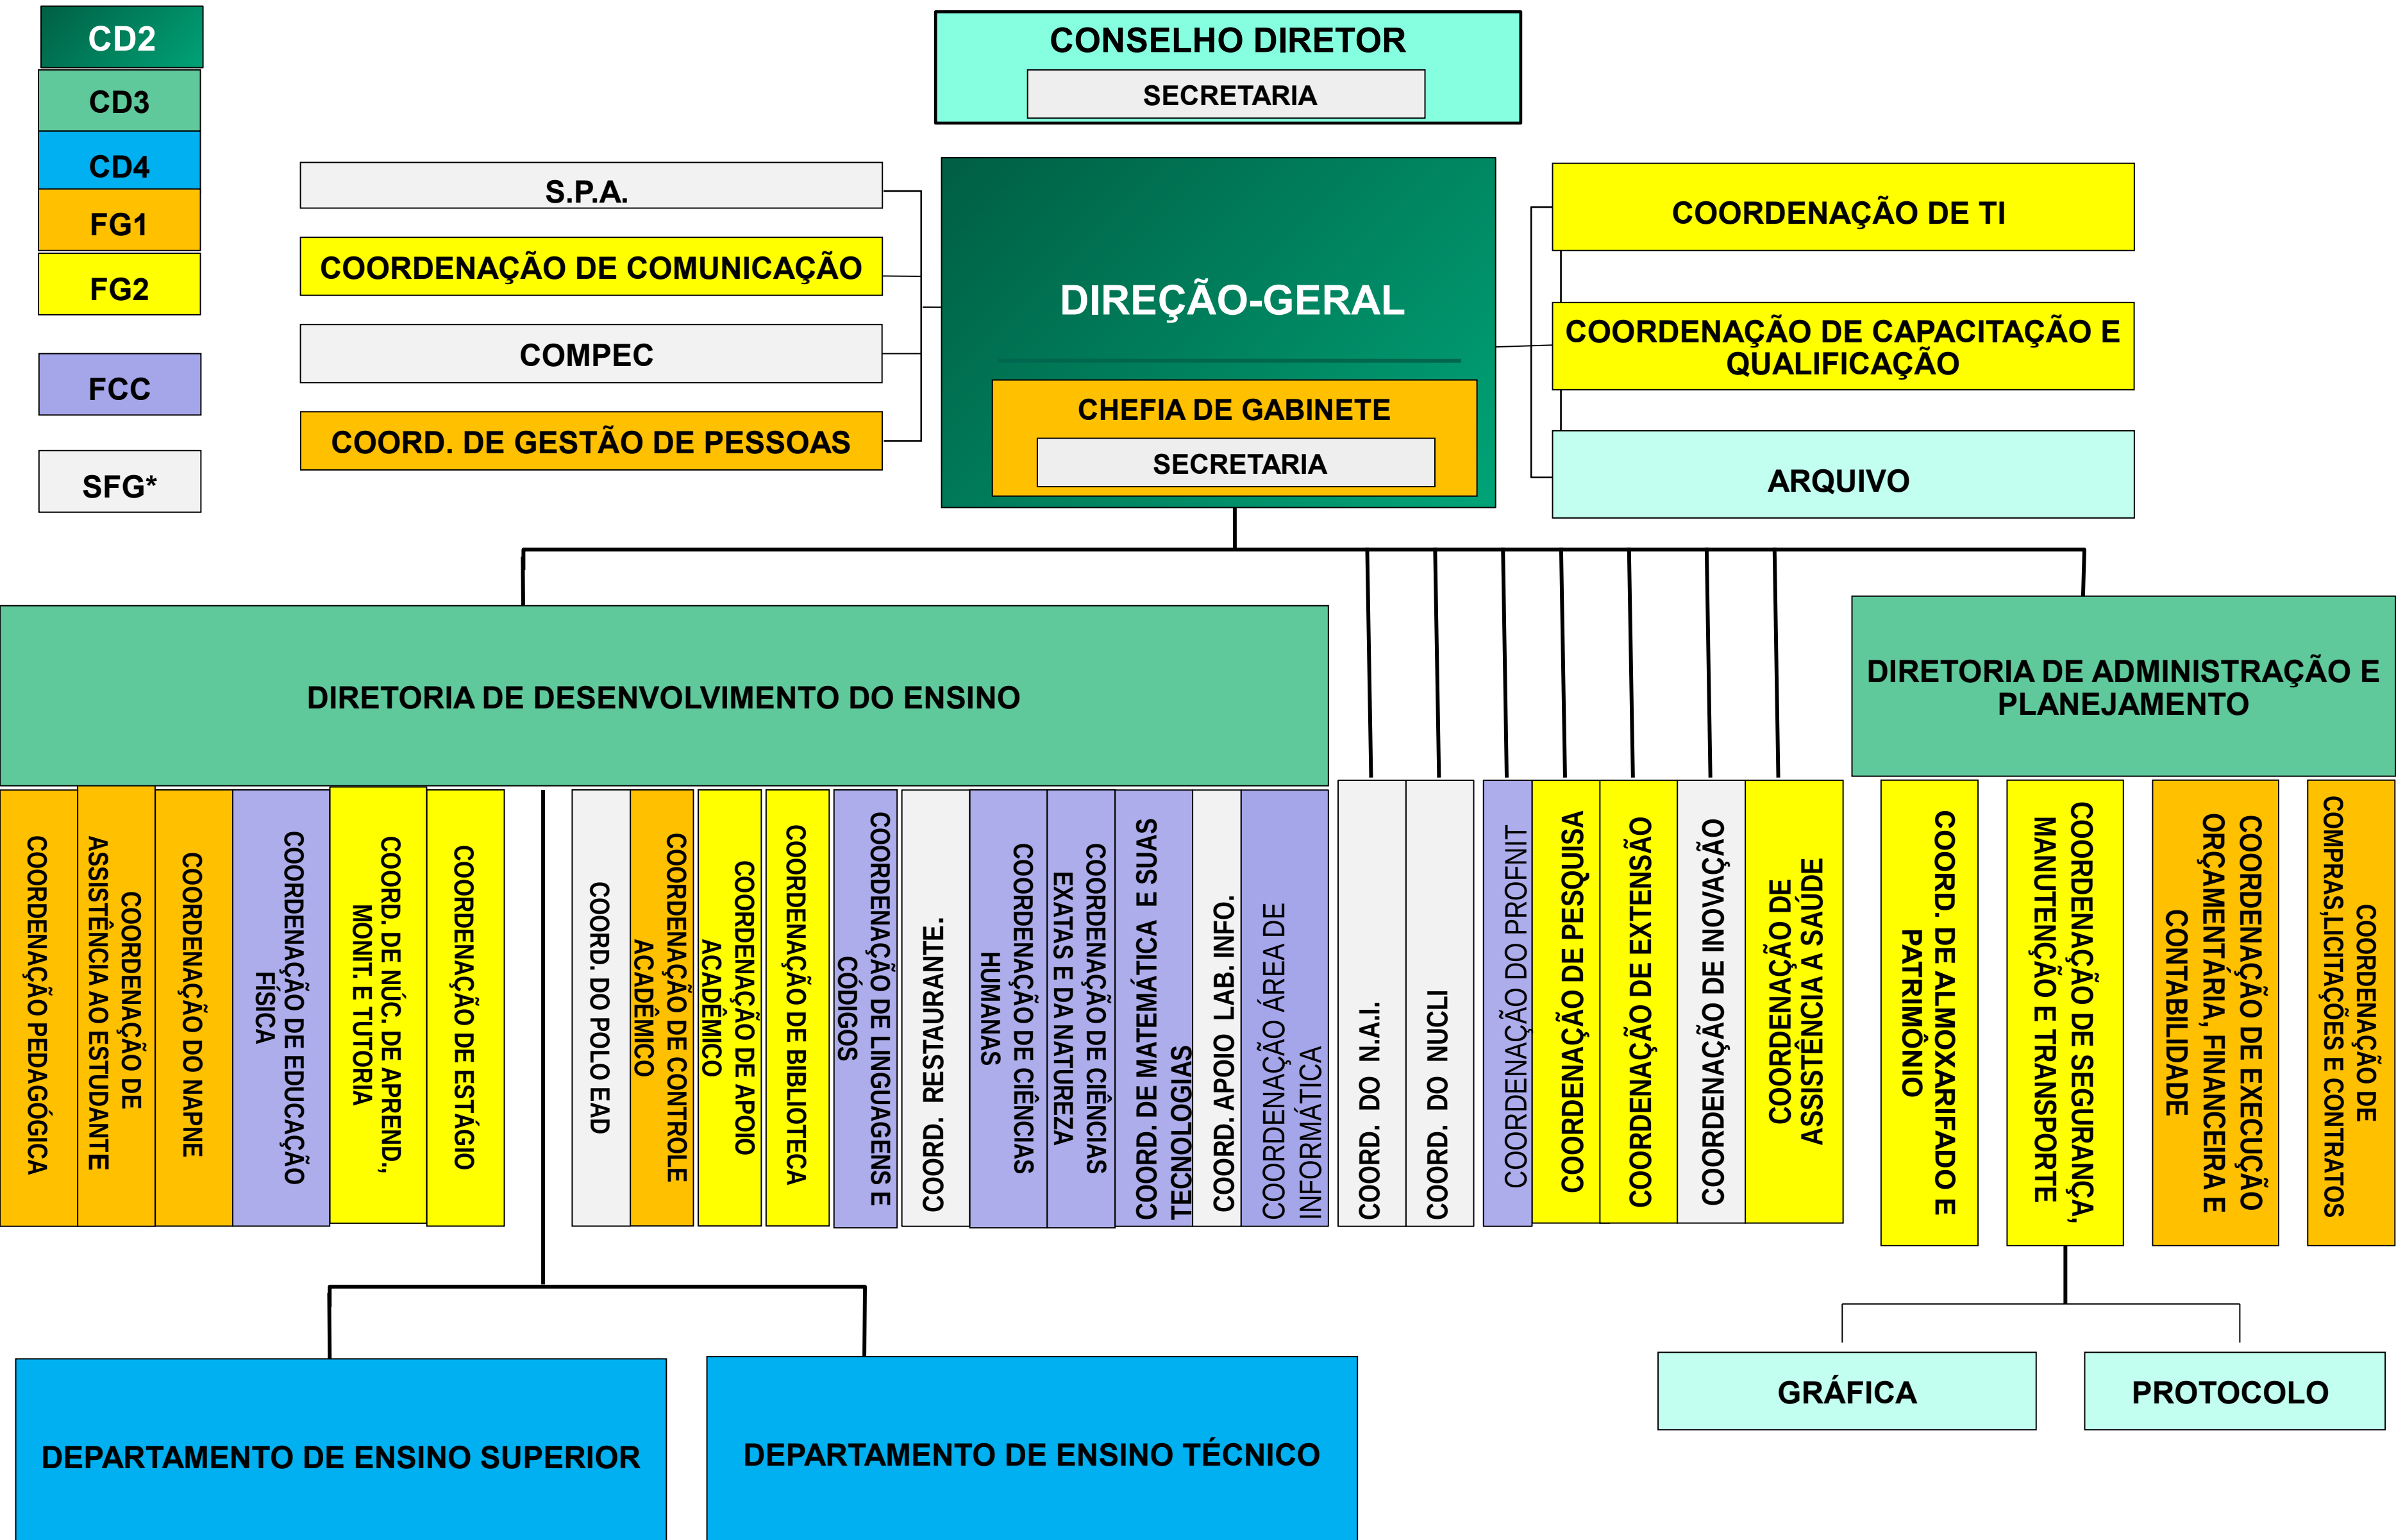 CD2
CD3
CD4
FG1
FG2
FCC
SFG*
CONSELHO DIRETOR
SECRETARIA
S.P.A.
COORDENAÇÃO DE COMUNICAÇÃO
COMPEC
COORD. DE GESTÃO DE PESSOAS
DIREÇÃO-GERAL
CHEFIA DE GABINETE
SECRETARIA
COORDENAÇÃO DE TI
COORDENAÇÃO DE CAPACITAÇÃO E
QUALIFICAÇÃO
ARQUIVO
DIRETORIA DE DESENVOLVIMENTO DO ENSINO
DIRETORIA DE ADMINISTRAÇÃO E
PLANEJAMENTO
COORDENAÇÃO PEDAGÓGICA
COORDENAÇÃO DE
ASSISTÊNCIA AO ESTUDANTE
COORDENAÇÃO DO NAPNE
COORDENAÇÃO DE EDUCAÇÃO
FÍSICA
COORD. DE NÚC. DE APREND.,
MONIT. E TUTORIA
COORDENAÇÃO DE ESTÁGIO
COORD. DO POLO EAD
COORDENAÇÃO DE CONTROLE
ACADÊMICO
COORDENAÇÃO DE APOIO
ACADÊMICO
COORDENAÇÃO DE BIBLIOTECA
COORDENAÇÃO DE LINGUAGENS E
CÓDIGOS
COORD. RESTAURANTE.
COORDENAÇÃO DE CIÊNCIAS
HUMANAS
COORDENAÇÃO DE CIÊNCIAS
EXATAS E DA NATUREZA
COORD. DE MATEMÁTICA E SUAS
TECNOLOGIAS
COORD. APOIO LAB. INFO.
COORDENAÇÃO ÁREA DE
INFORMÁTICA
COORD. DO N.A.I.
COORD. DO NUCLI
COORDENAÇÃO DO PROFNIT
COORDENAÇÃO DE PESQUISA
COORDENAÇÃO DE EXTENSÃO
COORDENAÇÃO DE INOVAÇÃO
COORDENAÇÃO DE
ASSISTÊNCIA A SAÚDE
COORD. DE ALMOXARIFADO E
PATRIMÔNIO
COORDENAÇÃO DE SEGURANÇA,
MANUTENÇÃO E TRANSPORTE
COORDENAÇÃO DE EXECUÇÃO
ORÇAMENTÁRIA, FINANCEIRA E
CONTABILIDADE
COORDENAÇÃO DE
COMPRAS,LICITAÇÕES E CONTRATOS
GRÁFICA
PROTOCOLO
DEPARTAMENTO DE ENSINO SUPERIOR
DEPARTAMENTO DE ENSINO TÉCNICO